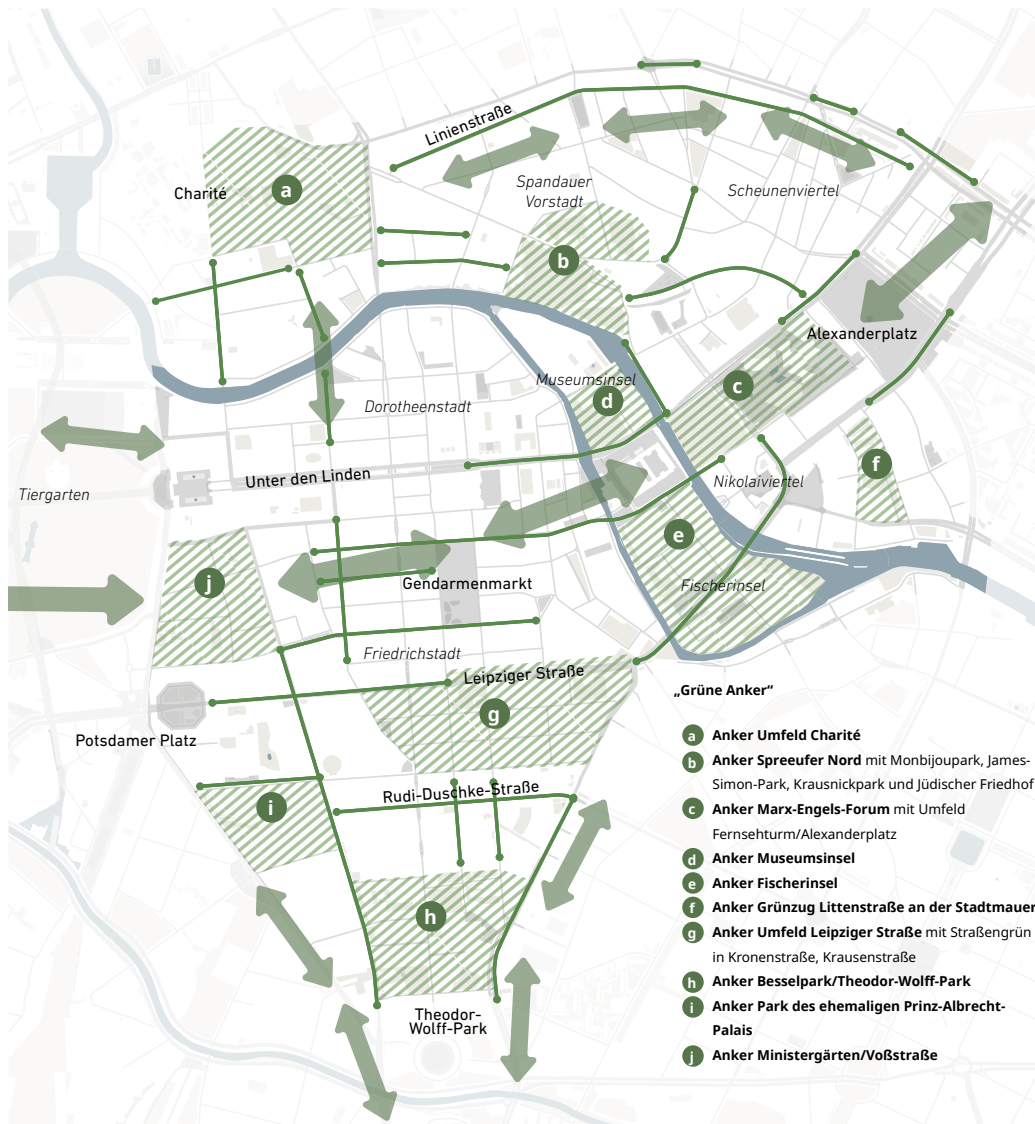 Linienstraße
Charité
a
Spandauer
Vorstadt
Scheunenviertel
b
Alexanderplatz
Museumsinsel
c
d
Dorotheenstadt
f
Unter den Linden
Nikolaiviertel
Tiergarten
e
j
Gendarmenmarkt
Fischerinsel
Friedrichstadt
Leipziger Straße
g
Potsdamer Platz
Rudi-Duschke-Straße
i
h
Theodor-
Wolff-Park
„Grüne Anker“
a Anker Umfeld Charité
b Anker Spreeufer Nord mit Monbijoupark, James-
Simon-Park, Krausnickpark und Jüdischer Friedhof
c Anker Marx-Engels-Forum mit Umfeld
Fernsehturm/Alexanderplatz
d Anker Museumsinsel
e Anker Fischerinsel
f Anker Grünzug Littenstraße an der Stadtmauer
g Anker Umfeld Leipziger Straße mit Straßengrün
in Kronenstraße, Krausenstraße
h Anker Besselpark/Theodor-Wolff-Park
i Anker Park des ehemaligen Prinz-Albrecht-
Palais
j Anker Ministergärten/Voßstraße